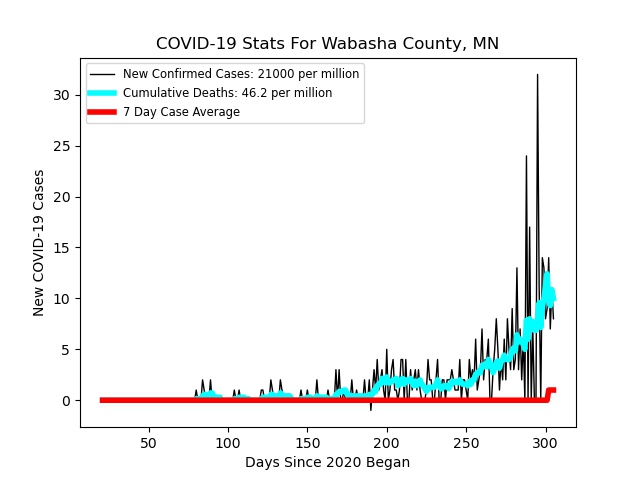 COVID-19 Stats For Wabasha County, MN
New Confirmed Cases: 21000 per million
Cumulative Deaths: 46.2 per million
7 Day Case Average
30
25
20
15
10
5
0
New COVID-19 Cases
50 100 150 200 250 300
Days Since 2020 Began